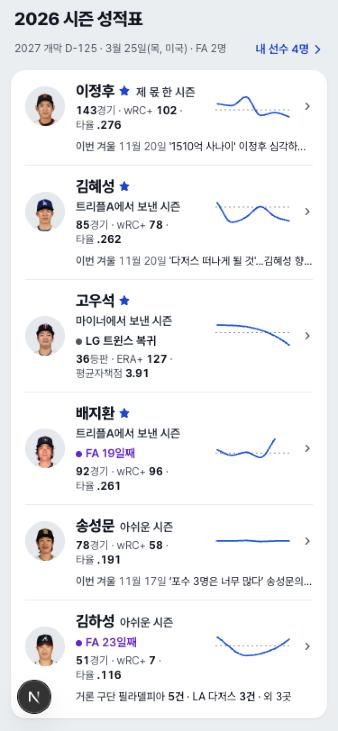 2026 시즌 성적표
2027 개막 D-125 · 3월 25일(목, 미국) · FA 2명
내 선수 4명
이정후 제 몫 한 시즌
143경기 · wRC+ 102 ·
타율 .276
이번 겨울 11월 20일 '1510억 사나이' 이정후 심각하...
김혜성
트리플A에서 보낸 시즌
85경기 · wRC+ 78 ·
타율 .262
이번 겨울 11월 20일 '다저스 떠나게 될 것'...김혜성 향...
고우석
마이너에서 보낸 시즌
LG 트윈스 복귀
36등판 · ERA+ 127 ·
평균자책점 3.91
배지환
트리플A에서 보낸 시즌
FA 19일째
92경기 · wRC+ 96 ·
타율 .261
송성문 아쉬운 시즌
78경기 · wRC+ 58 ·
타율 .191
이번 겨울 11월 17일 '포수 3명은 너무 많다' 송성문의...
김하성 아쉬운 시즌
FA 23일째
51경기 · wRC+ 7 ·
타율 .116
거론 구단 필라델피아 5건 · LA 다저스 3건 · 외 3곳
N